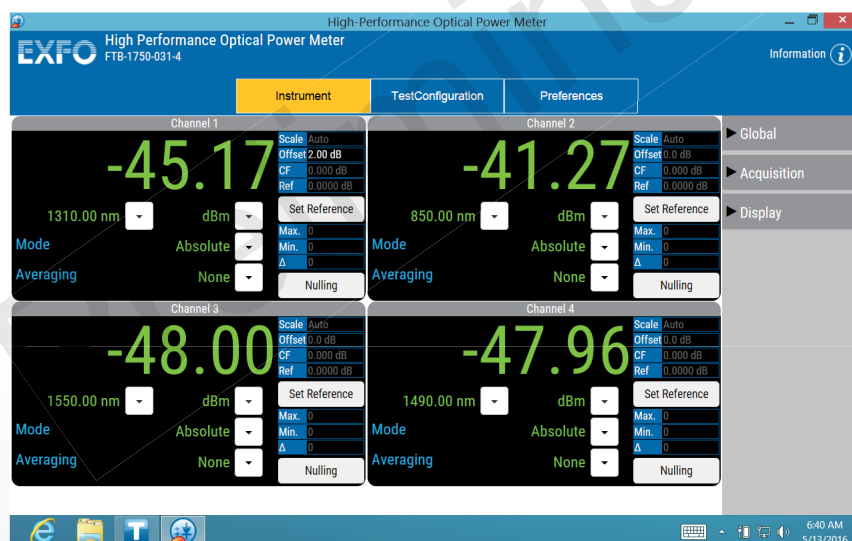 High-Performance Optical Power Meter
EXFO
High Performance Optical Power Meter
FTB-1750-031-4
Information
Instrument
TestConfiguration
Preferences
Channel 1
-45.17
Scale Auto
Offset 2.00 dB
CF 0.000 dB
Ref 0.0000 dB
1310.00 nm
dBm
Set Reference
Mode
Absolute
Max. 0
Min. 0
Δ 0
Averaging
None
Nulling
Channel 2
-41.27
Scale Auto
Offset 0.0 dB
CF 0.000 dB
Ref 0.0000 dB
850.00 nm
dBm
Set Reference
Mode
Absolute
Max. 0
Min. 0
Δ 0
Averaging
None
Nulling
Global
Acquisition
Display
Channel 3
-48.00
Scale Auto
Offset 0.0 dB
CF 0.000 dB
Ref 0.0000 dB
1550.00 nm
dBm
Set Reference
Mode
Absolute
Max. 0
Min. 0
Δ 0
Averaging
None
Nulling
Channel 4
-47.96
Scale Auto
Offset 0.0 dB
CF 0.000 dB
Ref 0.0000 dB
1490.00 nm
dBm
Set Reference
Mode
Absolute
Max. 0
Min. 0
Δ 0
Averaging
None
Nulling
6:40 AM
5/13/2016